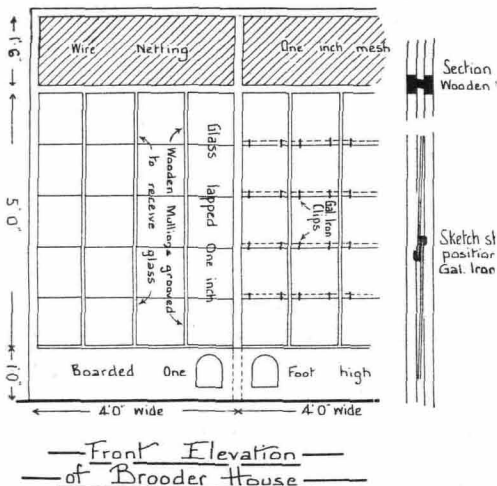 Wire Netting
One inch mesh
1'.6"
5'.0"
1'.0"
Glass lapped One inch
Wooden Mullions grooved
to receive glass
Gal. Iron
Clips
Boarded One Foot high
4'.0" Wide
4'.0" Wide
Section
Wooden
Sketch
position
Gal. Iron
Front Elevation
of Brooder House